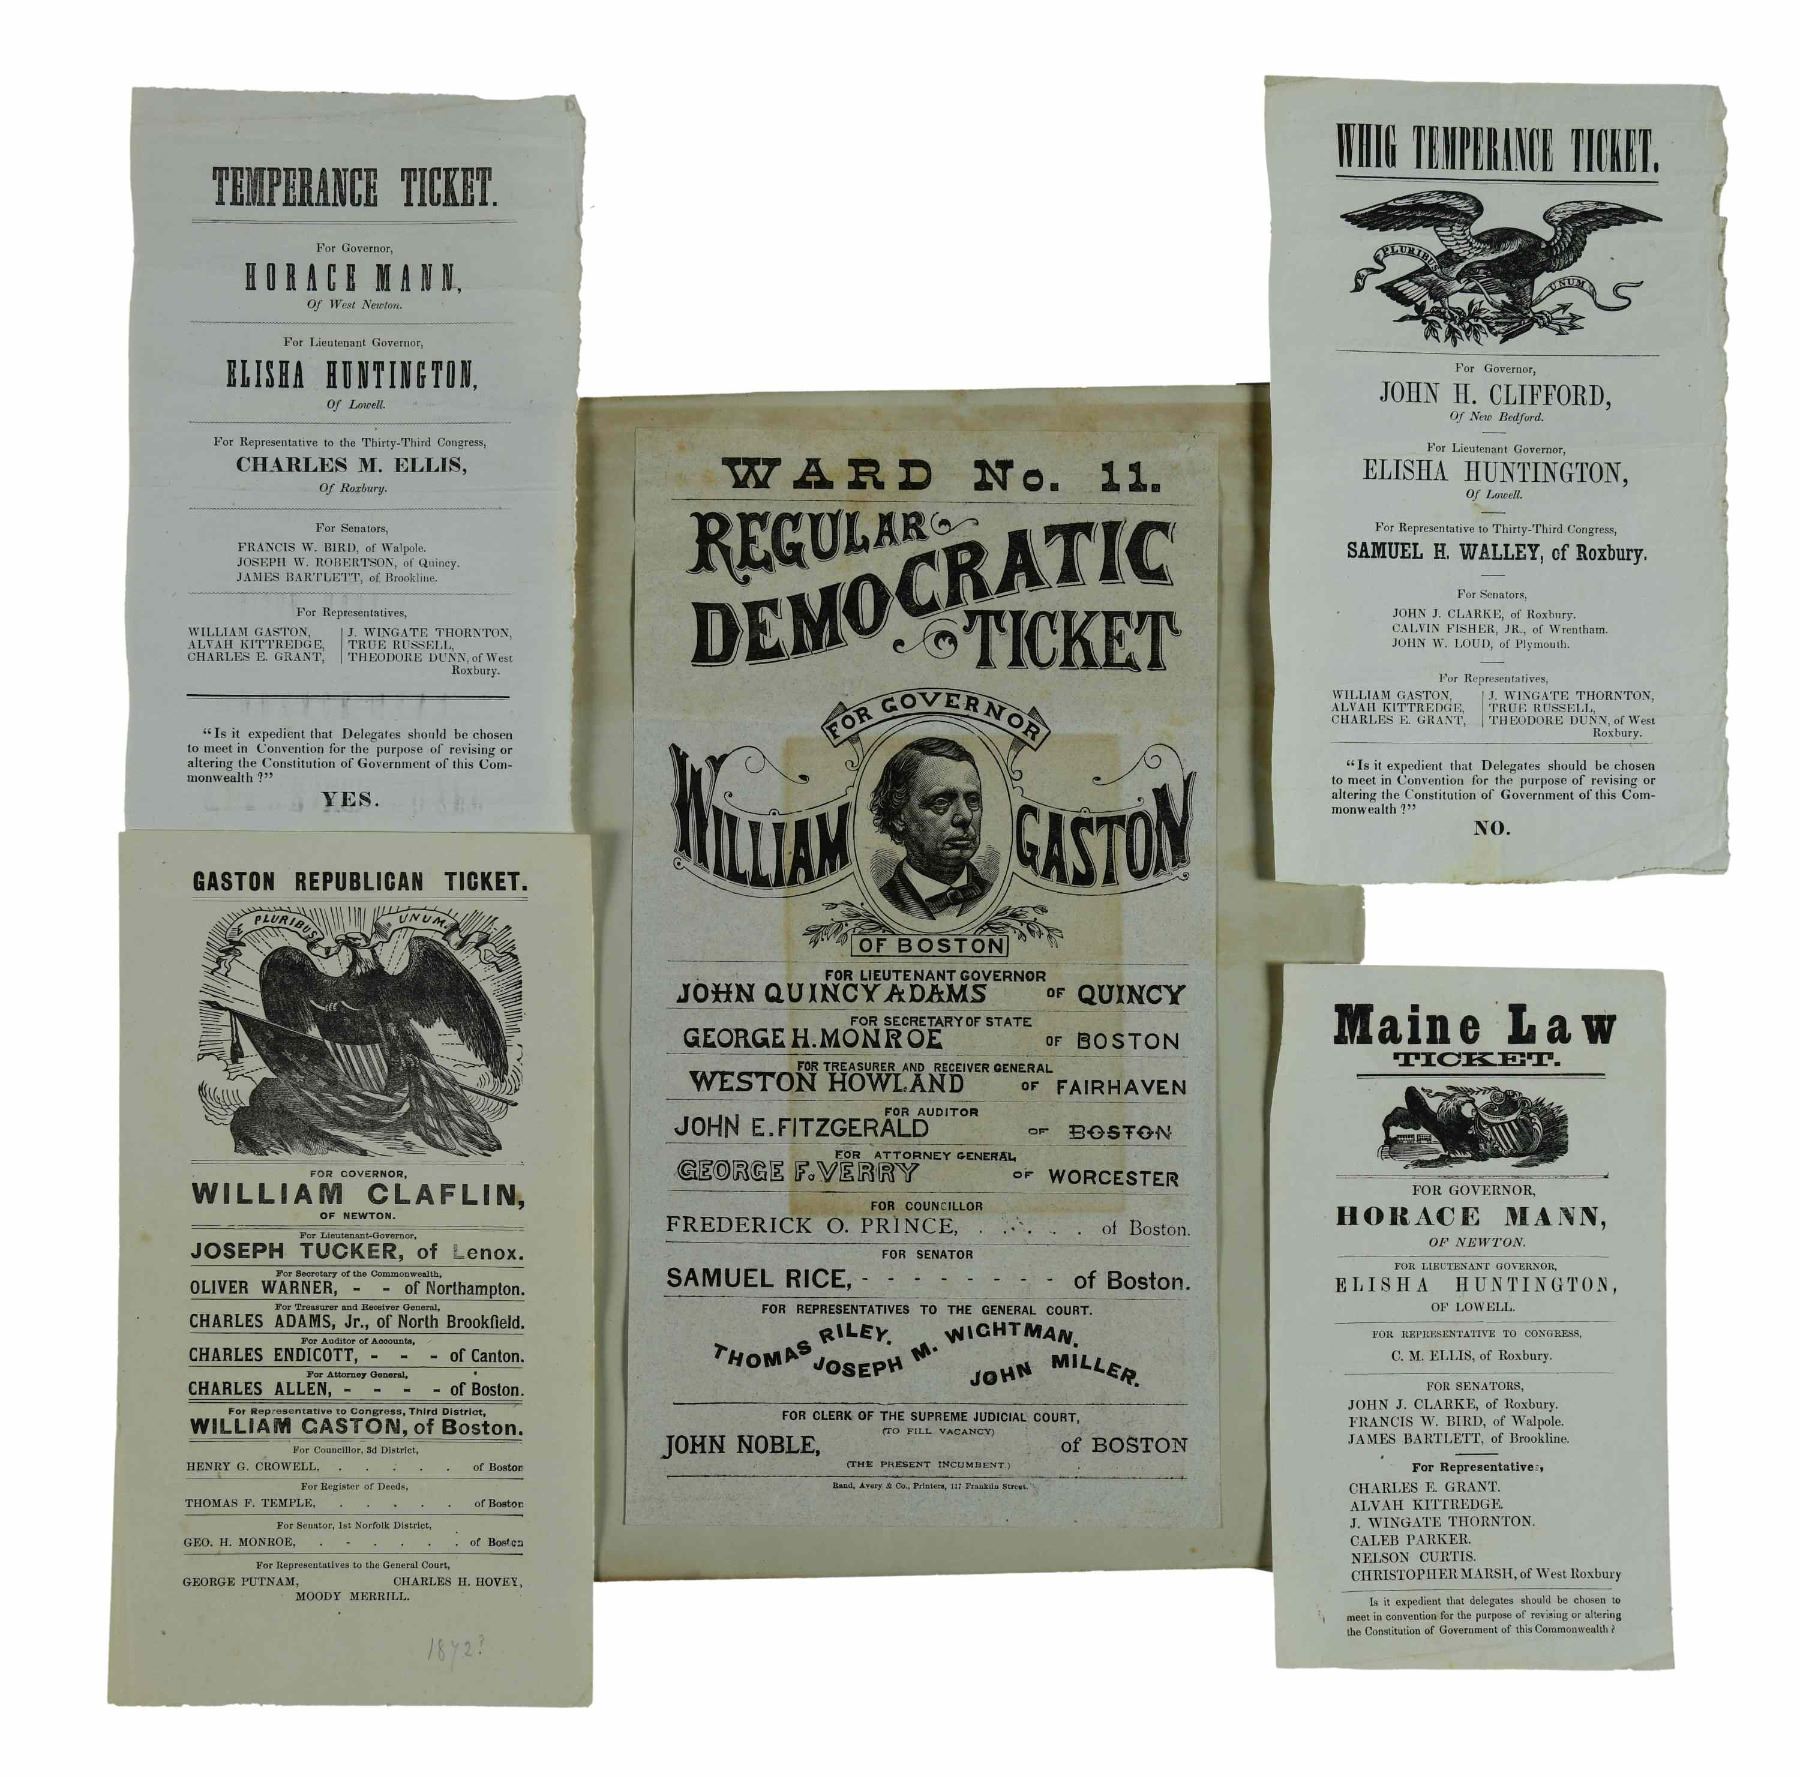 TEMPERANCE TICKET.
For Governor,
HORACE MANN,
Of West Newton.
For Lieutenant Governor,
ELISHA HUNTINGTON,
Of Lowell.
For Representative to the Thirty-Third Congress,
CHARLES M. ELLIS,
Of Roxbury.
For Senators,
FRANCIS W. BIRD, of Walpole.
JOSEPH W. ROBERTSON, of Quincy.
JAMES BARTLETT, of Brookline.
For Representatives,
WILLIAM GASTON, J. WINGATE THORNTON,
ALVAH KITTREDGE, TRUE RUSSELL,
CHARLES E. GRANT, THEODORE DUNN, of West
Roxbury.
"Is it expedient that Delegates should be chosen
to meet in Convention for the purpose of revising or
altering the Constitution of Government of this Com-
monwealth?"
YES.
GASTON REPUBLICAN TICKET.
E PLURIBUS UNUM
FOR GOVERNOR,
WILLIAM CLAFLIN,
OF NEWTON.
For Lieutenant-Governor,
JOSEPH TUCKER, of Lenox.
For Secretary of the Commonwealth,
OLIVER WARNER, - - of Northampton.
For Treasurer and Receiver General,
CHARLES ADAMS, Jr., of North Brookfield.
For Auditor of Accounts,
CHARLES ENDICOTT, - - - of Canton.
For Attorney General,
CHARLES ALLEN, - - - - of Boston.
For Representative to Congress, Third District,
WILLIAM GASTON, of Boston.
For Councillor, 3d District,
HENRY G. CROWELL, . . . . . of Boston
For Register of Deeds,
THOMAS F. TEMPLE, . . . . . of Boston
For Senator, 1st Norfolk District,
GEO. H. MONROE, . . . . . . of Boston
For Representatives to the General Court,
GEORGE PUTNAM, CHARLES H. HOVEY,
MOODY MERRILL.
1872?
WARD No. 11.
REGULAR
DEMOCRATIC
TICKET
FOR GOVERNOR
WILLIAM GASTON
OF BOSTON
FOR LIEUTENANT GOVERNOR
JOHN QUINCY ADAMS OF QUINCY
FOR SECRETARY OF STATE
GEORGE H. MONROE OF BOSTON
FOR TREASURER AND RECEIVER GENERAL
WESTON HOWLAND OF FAIRHAVEN
FOR AUDITOR
JOHN E. FITZGERALD OF BOSTON
FOR ATTORNEY GENERAL
GEORGE F. VERRY OF WORCESTER
FOR COUNCILLOR
FREDERICK O. PRINCE, . . . . . of Boston.
FOR SENATOR
SAMUEL RICE, - - - - - - - - of Boston.
FOR REPRESENTATIVES TO THE GENERAL COURT.
THOMAS RILEY. JOSEPH M. WIGHTMAN.
JOHN MILLER.
FOR CLERK OF THE SUPREME JUDICIAL COURT,
(TO FILL VACANCY)
JOHN NOBLE, of BOSTON
(THE PRESENT INCUMBENT.)
Rand, Avery & Co., Printers, 117 Franklin Street.
WHIG TEMPERANCE TICKET.
E PLURIBUS UNUM
For Governor,
JOHN H. CLIFFORD,
Of New Bedford.
For Lieutenant Governor,
ELISHA HUNTINGTON,
Of Lowell.
For Representative to Thirty-Third Congress,
SAMUEL H. WALLEY, of Roxbury.
For Senators,
JOHN J. CLARKE, of Roxbury.
CALVIN FISHER, JR., of Wrentham.
JOHN W. LOUD, of Plymouth.
For Representatives,
WILLIAM GASTON, J. WINGATE THORNTON,
ALVAH KITTREDGE, TRUE RUSSELL,
CHARLES E. GRANT, THEODORE DUNN, of West
Roxbury.
"Is it expedient that Delegates should be chosen
to meet in Convention for the purpose of revising or
altering the Constitution of Government of this Com-
monwealth?"
NO.
Maine Law
TICKET.
FOR GOVERNOR,
HORACE MANN,
OF NEWTON.
FOR LIEUTENANT GOVERNOR,
ELISHA HUNTINGTON,
OF LOWELL.
FOR REPRESENTATIVE TO CONGRESS,
C. M. ELLIS, of Roxbury.
FOR SENATORS,
JOHN J. CLARKE, of Roxbury.
FRANCIS W. BIRD, of Walpole.
JAMES BARTLETT, of Brookline.
For Representatives,
CHARLES E. GRANT.
ALVAH KITTREDGE.
J. WINGATE THORNTON.
CALEB PARKER.
NELSON CURTIS.
CHRISTOPHER MARSH, of West Roxbury
Is it expedient that delegates should be chosen to
meet in convention for the purpose of revising or altering
the Constitution of Government of this Commonwealth?